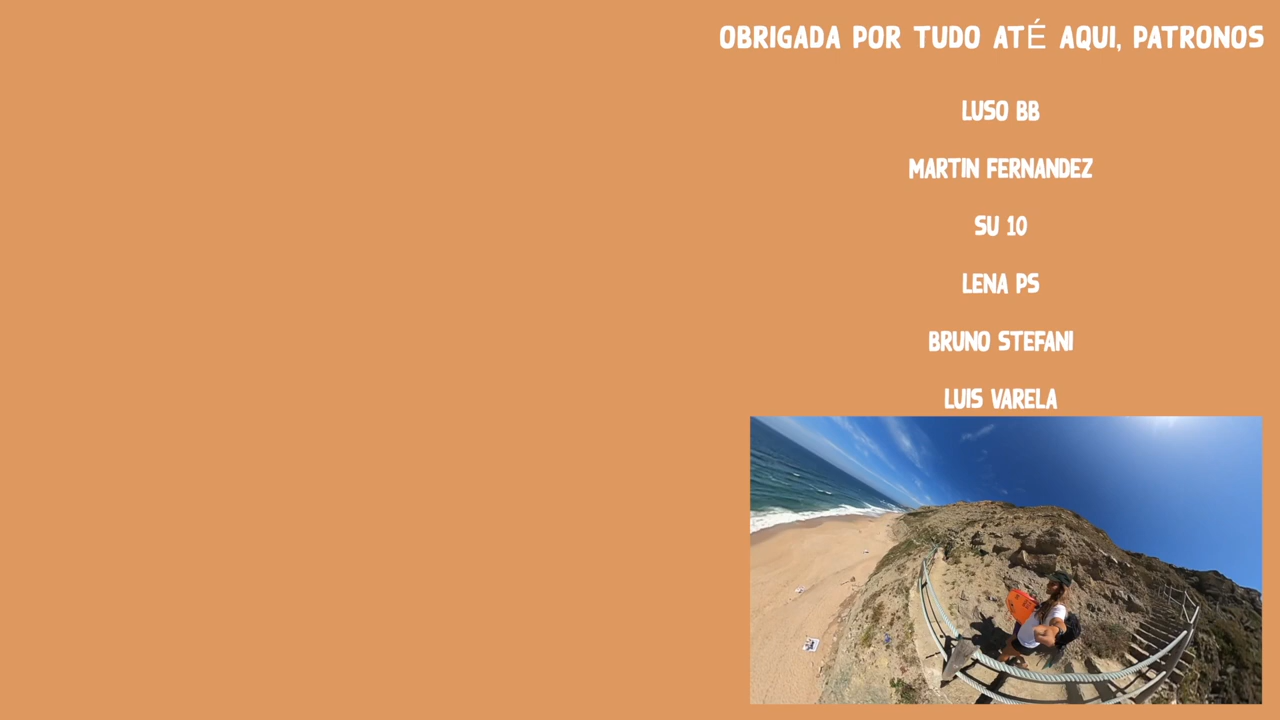 OBRIGADA POR TUDO ATÉ AQUI, PATRONOS
LUSO BB
MARTIN FERNANDEZ
SU 10
LENA PS
BRUNO STEFANI
LUIS VARELA